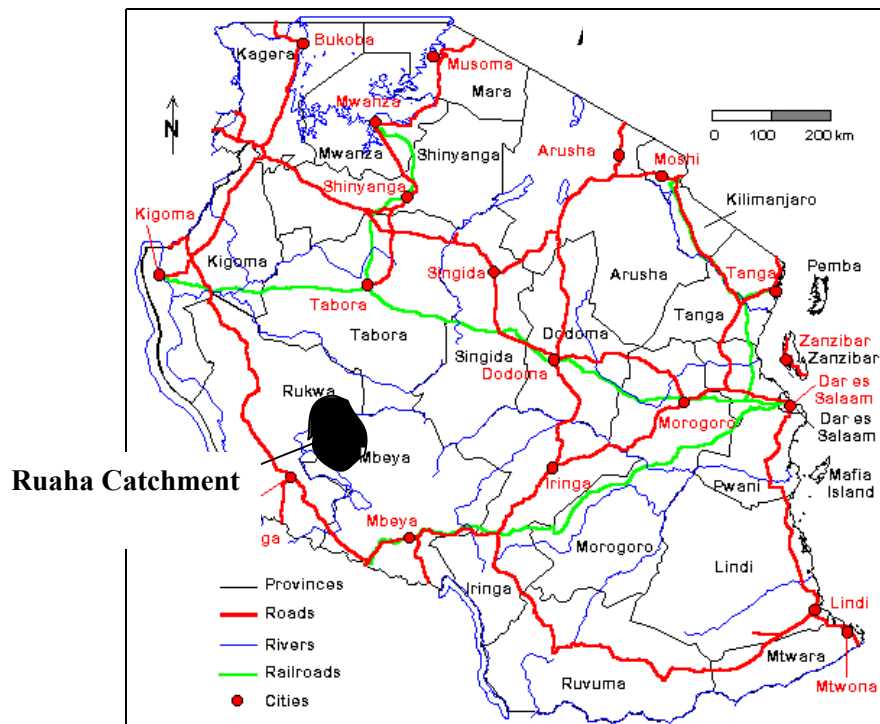 Bukoba
Kagera
Musoma
Mara
Mwanza
N
0 100 200 km
Mwanza
Shinyanga
Arusha
Moshi
Shinyanga
Kilimanjaro
Kigoma
Kigoma
Singida
Arusha
Tanga
Pemba
Tabora
Tanga
Tabora
Dodoma
Zanzibar
Singida
Zanzibar
Dodoma
Dar es
Salaam
Rukwa
Morogoro
Dar es
Salaam
Mbeya
Ruaha Catchment
Iringa
Pwani
Mafia
Island
Mbeya
ga
Morogoro
Lindi
Iringa
Provinces
Roads
Lindi
Rivers
Railroads
Mtwara
Ruvuma
Mtwona
Cities